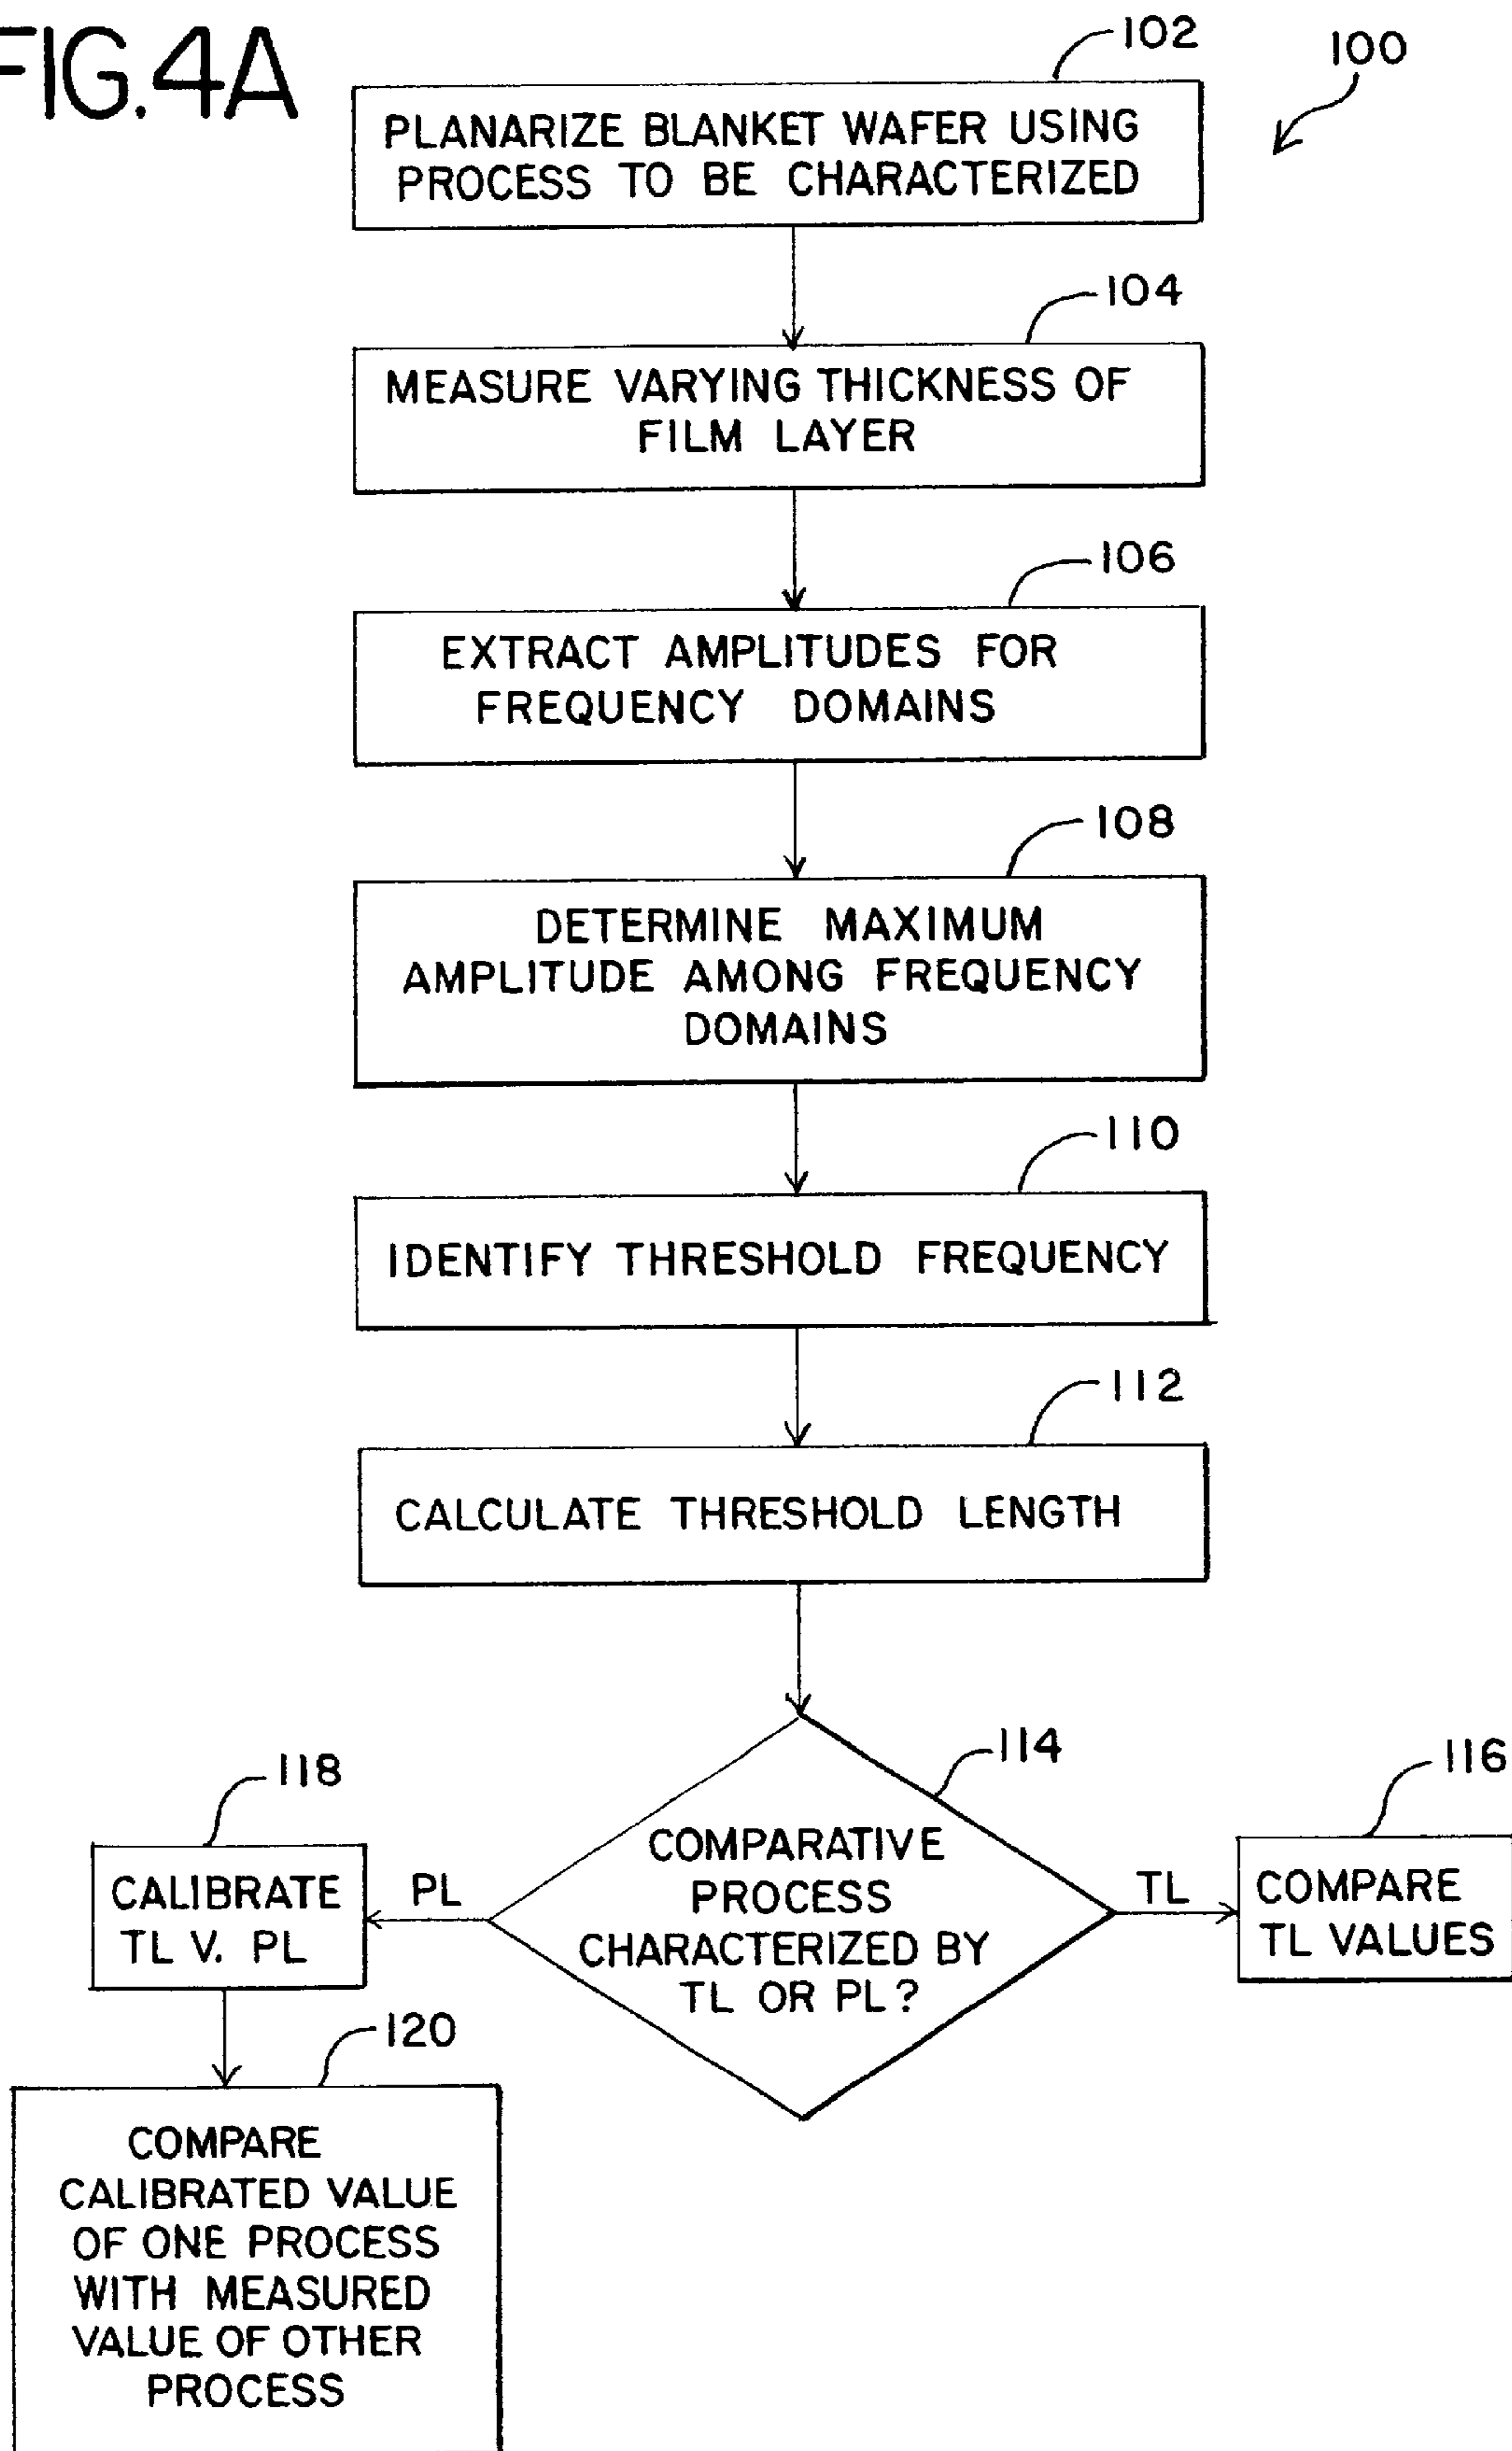 FIG.4A
102
100
PLANARIZE BLANKET WAFER USING
PROCESS TO BE CHARACTERIZED
104
MEASURE VARYING THICKNESS OF
FILM LAYER
106
EXTRACT AMPLITUDES FOR
FREQUENCY DOMAINS
108
DETERMINE MAXIMUM
AMPLITUDE AMONG FREQUENCY
DOMAINS
110
IDENTIFY THRESHOLD FREQUENCY
112
CALCULATE THRESHOLD LENGTH
114
COMPARATIVE
PROCESS
CHARACTERIZED BY
TL OR PL?
TL
116
COMPARE
TL VALUES
PL
118
CALIBRATE
TL V. PL
120
COMPARE
CALIBRATED VALUE
OF ONE PROCESS
WITH MEASURED
VALUE OF OTHER
PROCESS